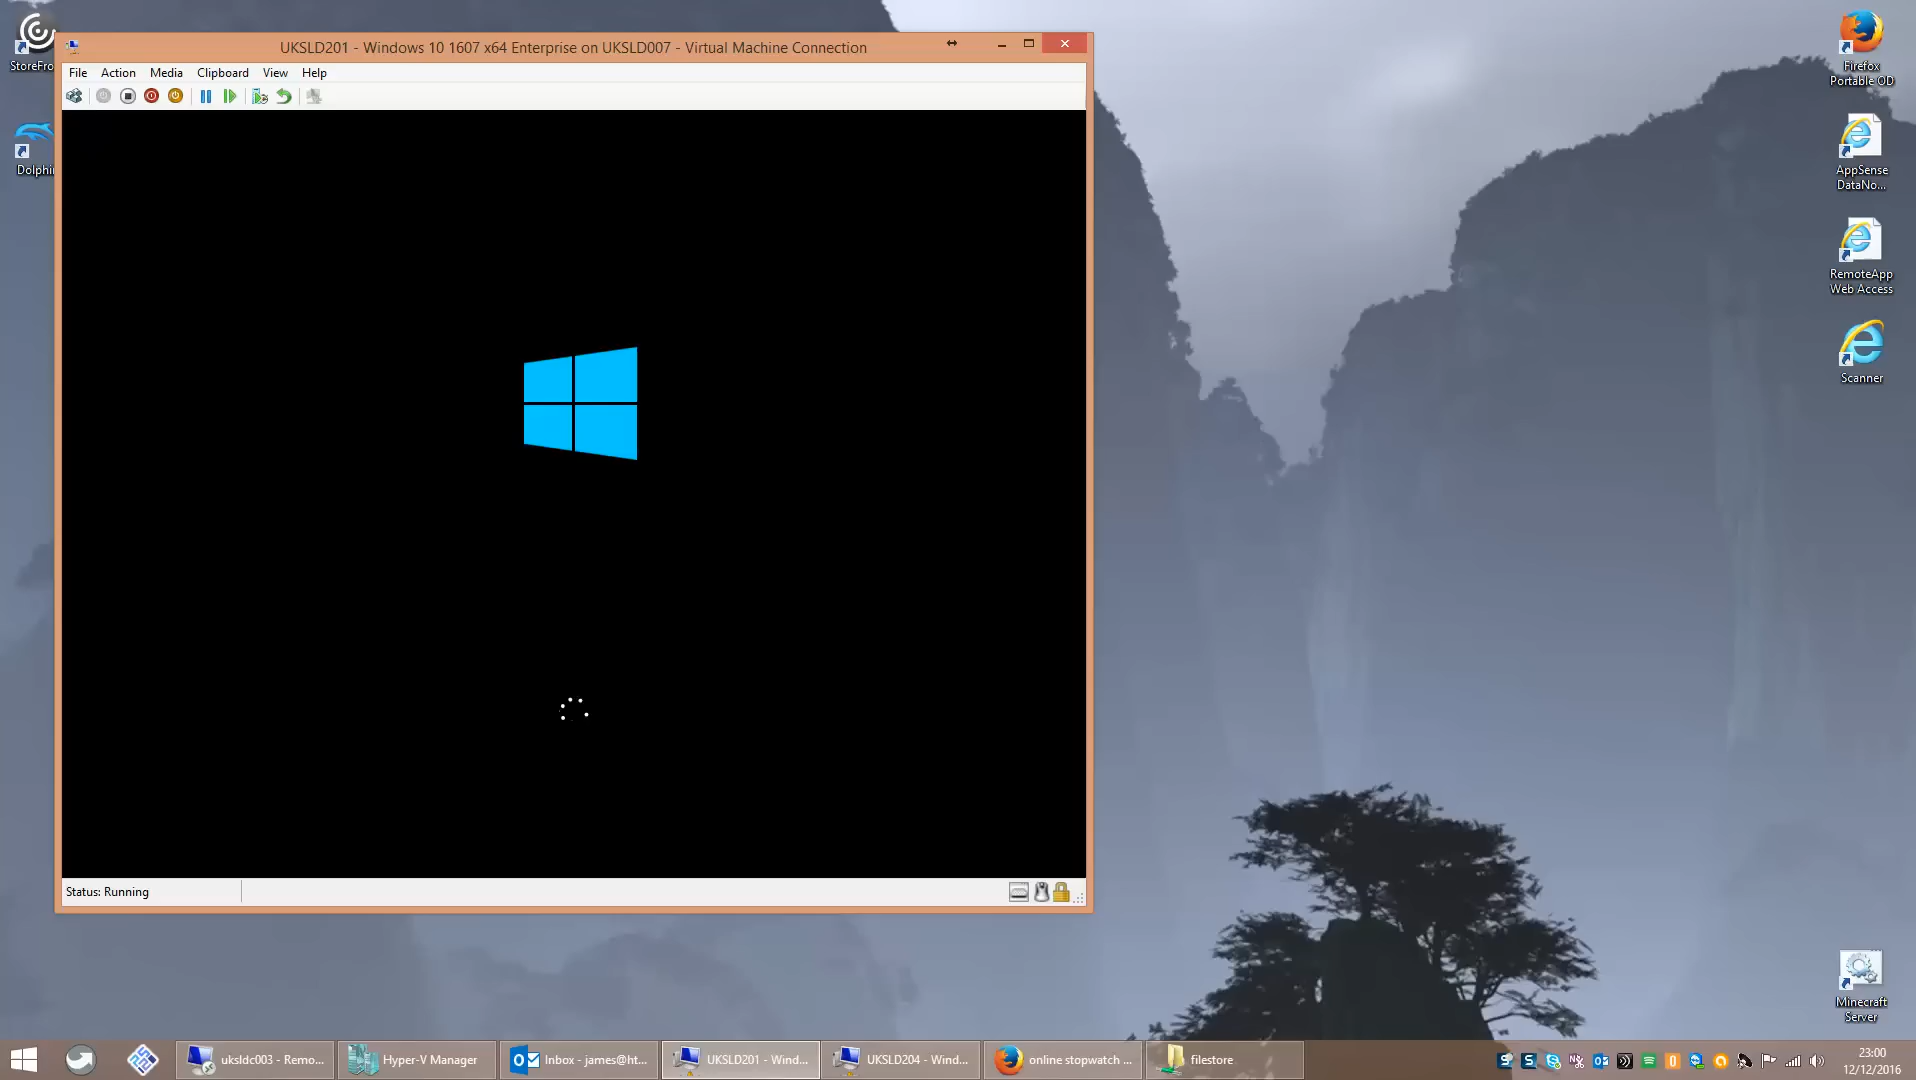 StoreFro
Dolphin
UKSLD201 - Windows 10 1607 x64 Enterprise on UKSLD007 - Virtual Machine Connection
File Action Media Clipboard View Help
Status: Running
Firefox
Portable OD
AppSense
DataNo...
RemoteApp
Web Access
Scanner
Minecraft
Server
uksldc003 - Remo...
Hyper-V Manager
Inbox - james@ht...
UKSLD201 - Wind...
UKSLD204 - Wind...
online stopwatch ...
filestore
23:00
12/12/2016